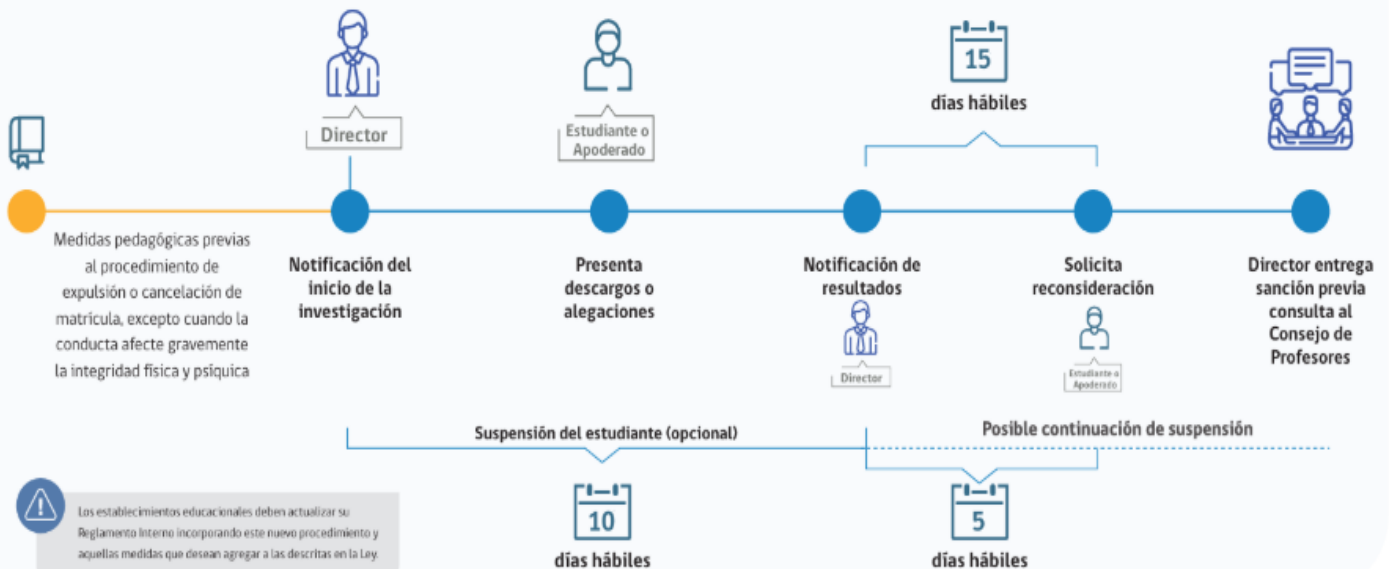 Director
Estudiante o
Apoderado
15
días hábiles
Medidas pedagógicas previas
al procedimiento de
expulsión o cancelación de
matrícula, excepto cuando la
conducta afecte gravemente
la integridad física y psíquica
Notificación del
inicio de la
investigación
Presenta
descargos o
alegaciones
Notificación de
resultados
Director
Solicita
reconsideración
Estudiante o
Apoderado
Director entrega
sanción previa
consulta al
Consejo de
Profesores
Suspensión del estudiante (opcional)
Posible continuación de suspensión
10
días hábiles
5
días hábiles
Los establecimientos educacionales deben actualizar su
Reglamento Interno incorporando este nuevo procedimiento y
aquellas medidas que desean agregar a las descritas en la Ley.